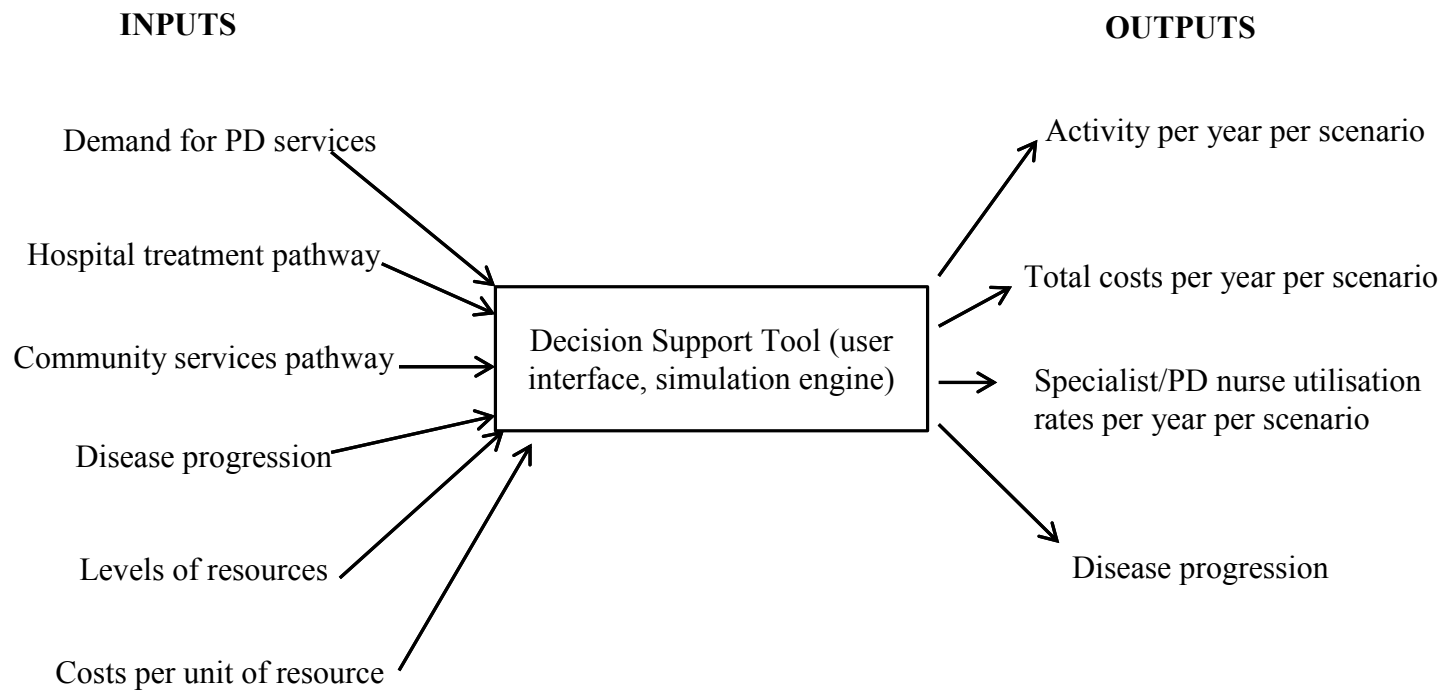 INPUTS
OUTPUTS
Demand for PD services
Hospital treatment pathway
Community services pathway
Disease progression
Levels of resources
Costs per unit of resource
Decision Support Tool (user
interface, simulation engine)
Activity per year per scenario
Total costs per year per scenario
Specialist/PD nurse utilisation
rates per year per scenario
Disease progression